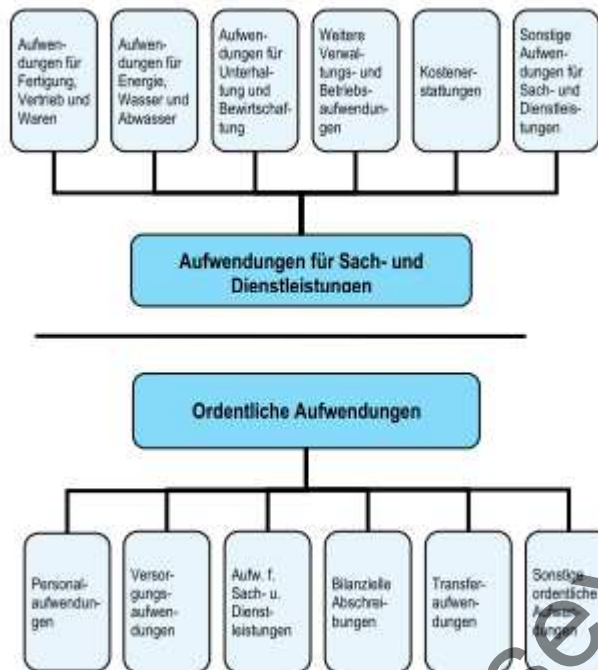 Aufwen-
dungen für
Fertigung,
Vertrieb und
Waren
Aufwen-
dungen für
Energie,
Wasser und
Abwasser
Aufwen-
dungen für
Unterhal-
tung und
Bewirtschaf-
tung
Weitere
Verwal-
tungs- und
Betriebs-
aufwendun-
gen
Kostener-
stattungen
Sonstige
Aufwen-
dungen für
Sach- und
Dienstleis-
tungen
Aufwendungen für Sach- und
Dienstleistungen
Ordentliche Aufwendungen
Personal-
aufwendun-
gen
Versor-
gungs-
aufwen-
dungen
Aufw. f.
Sach- u.
Dienst-
leistungen
Bilanzielle
Abschrei-
bungen
Transfer-
aufwen-
dungen
Sonstige
ordentliche
Aufwen-
dungen